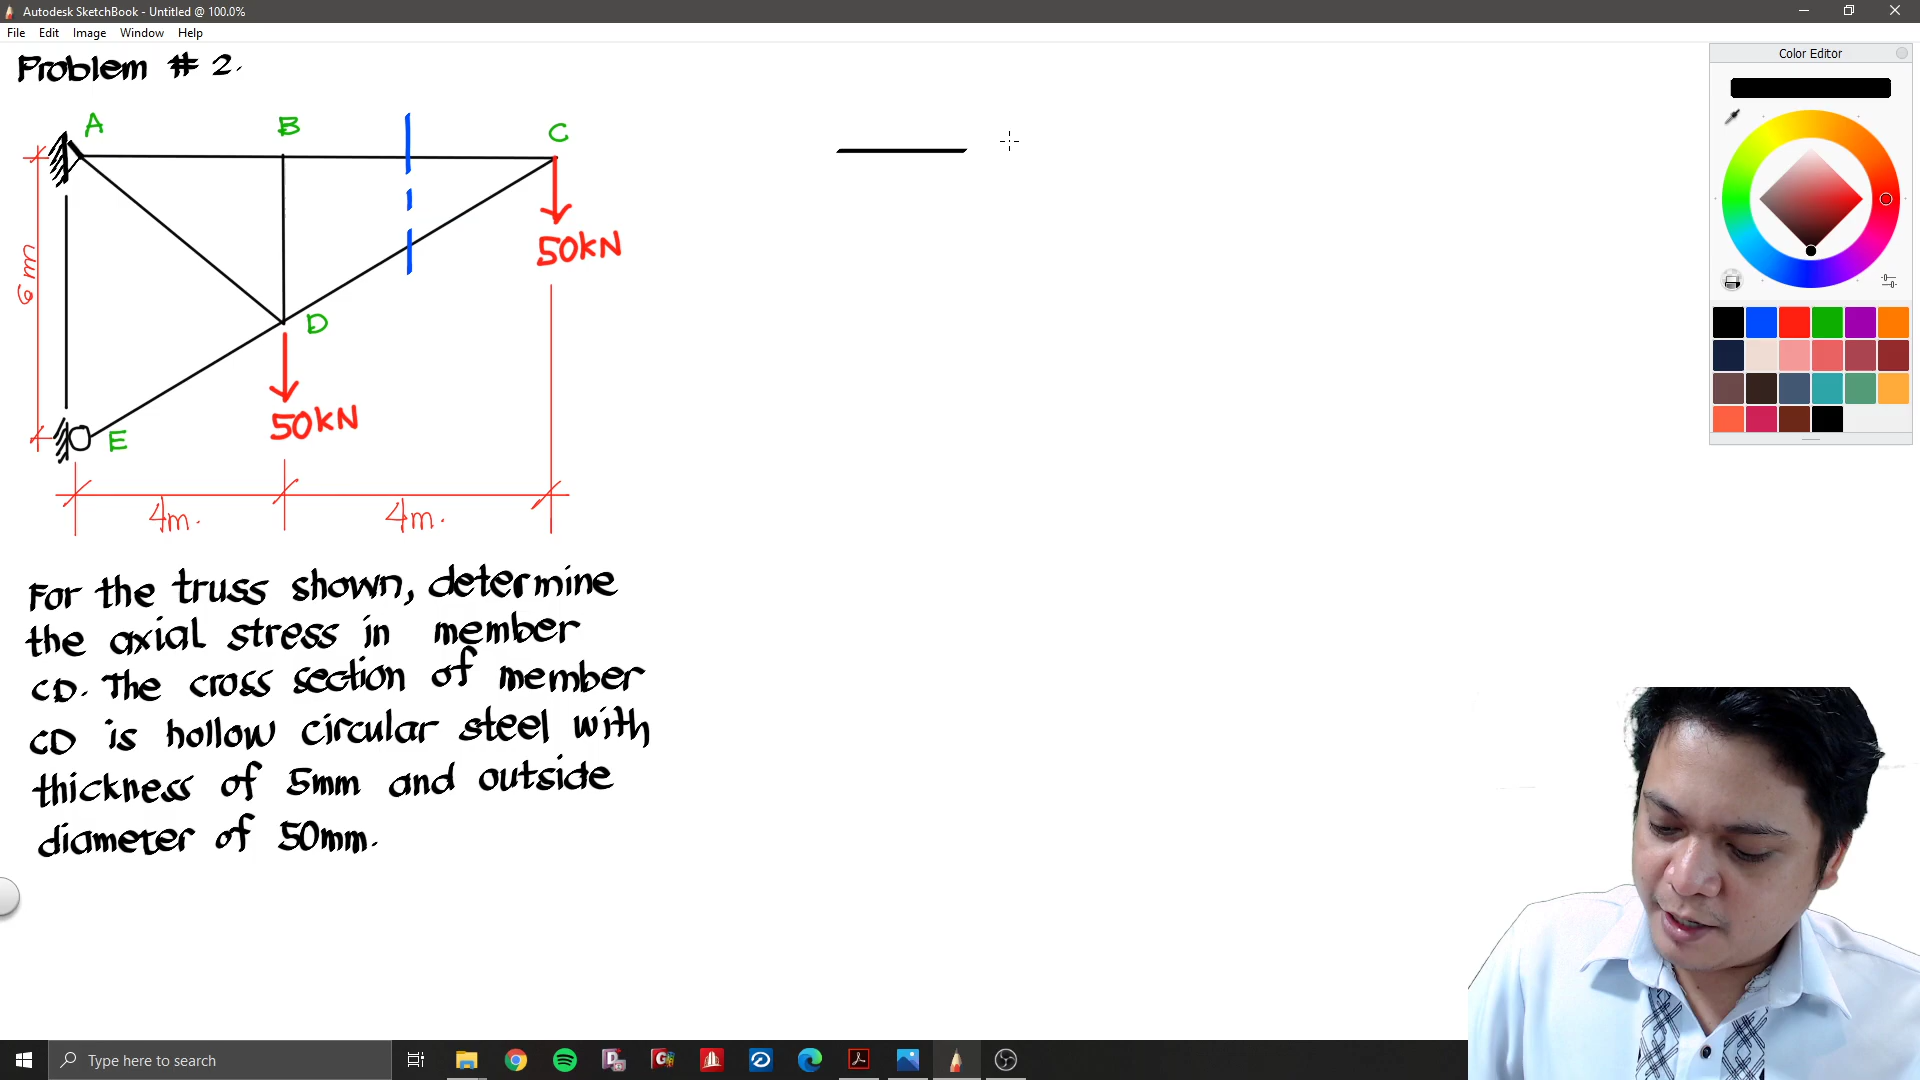 Autodesk SketchBook - Untitled @ 100.0%
File Edit Image Window Help
Color Editor
Problem # 2.
A
B
C
50kN
6m
D
50kN
E
4m.
4m.
For the truss shown, determine
the axial stress in member
CD. The cross section of member
CD is hollow circular steel with
thickness of 5mm and outside
diameter of 50mm.
Type here to search